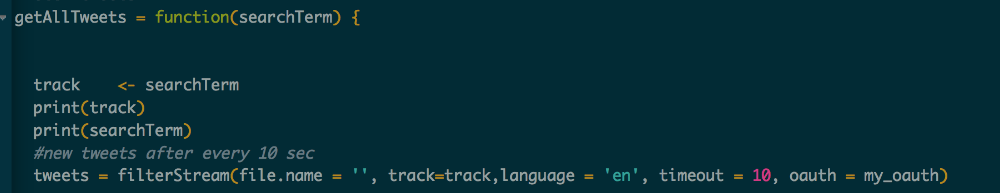 getAllTweets = function(searchTerm) {
track    <- searchTerm
print(track)
print(searchTerm)
#new tweets after every 10 sec
tweets = filterStream(file.name = '', track=track,language = 'en', timeout = 10, oauth = my_oauth)